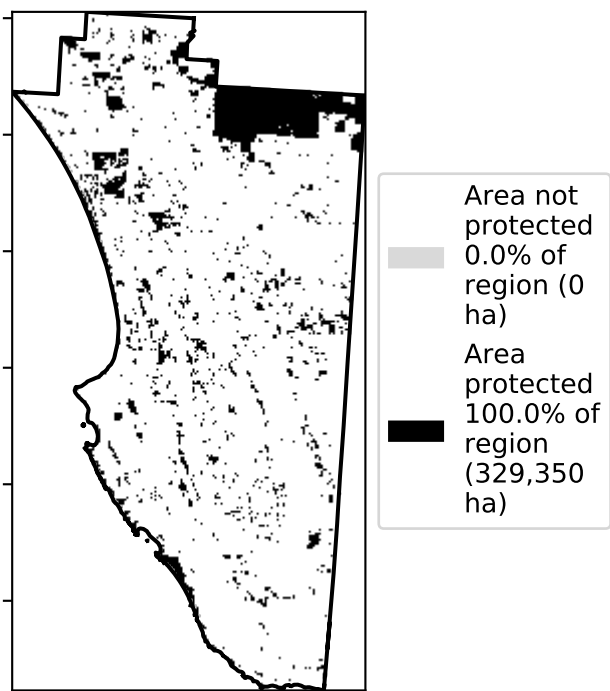 Area not
protected
0.0% of
region (0
ha)
Area
protected
100.0% of
region
(329,350
ha)